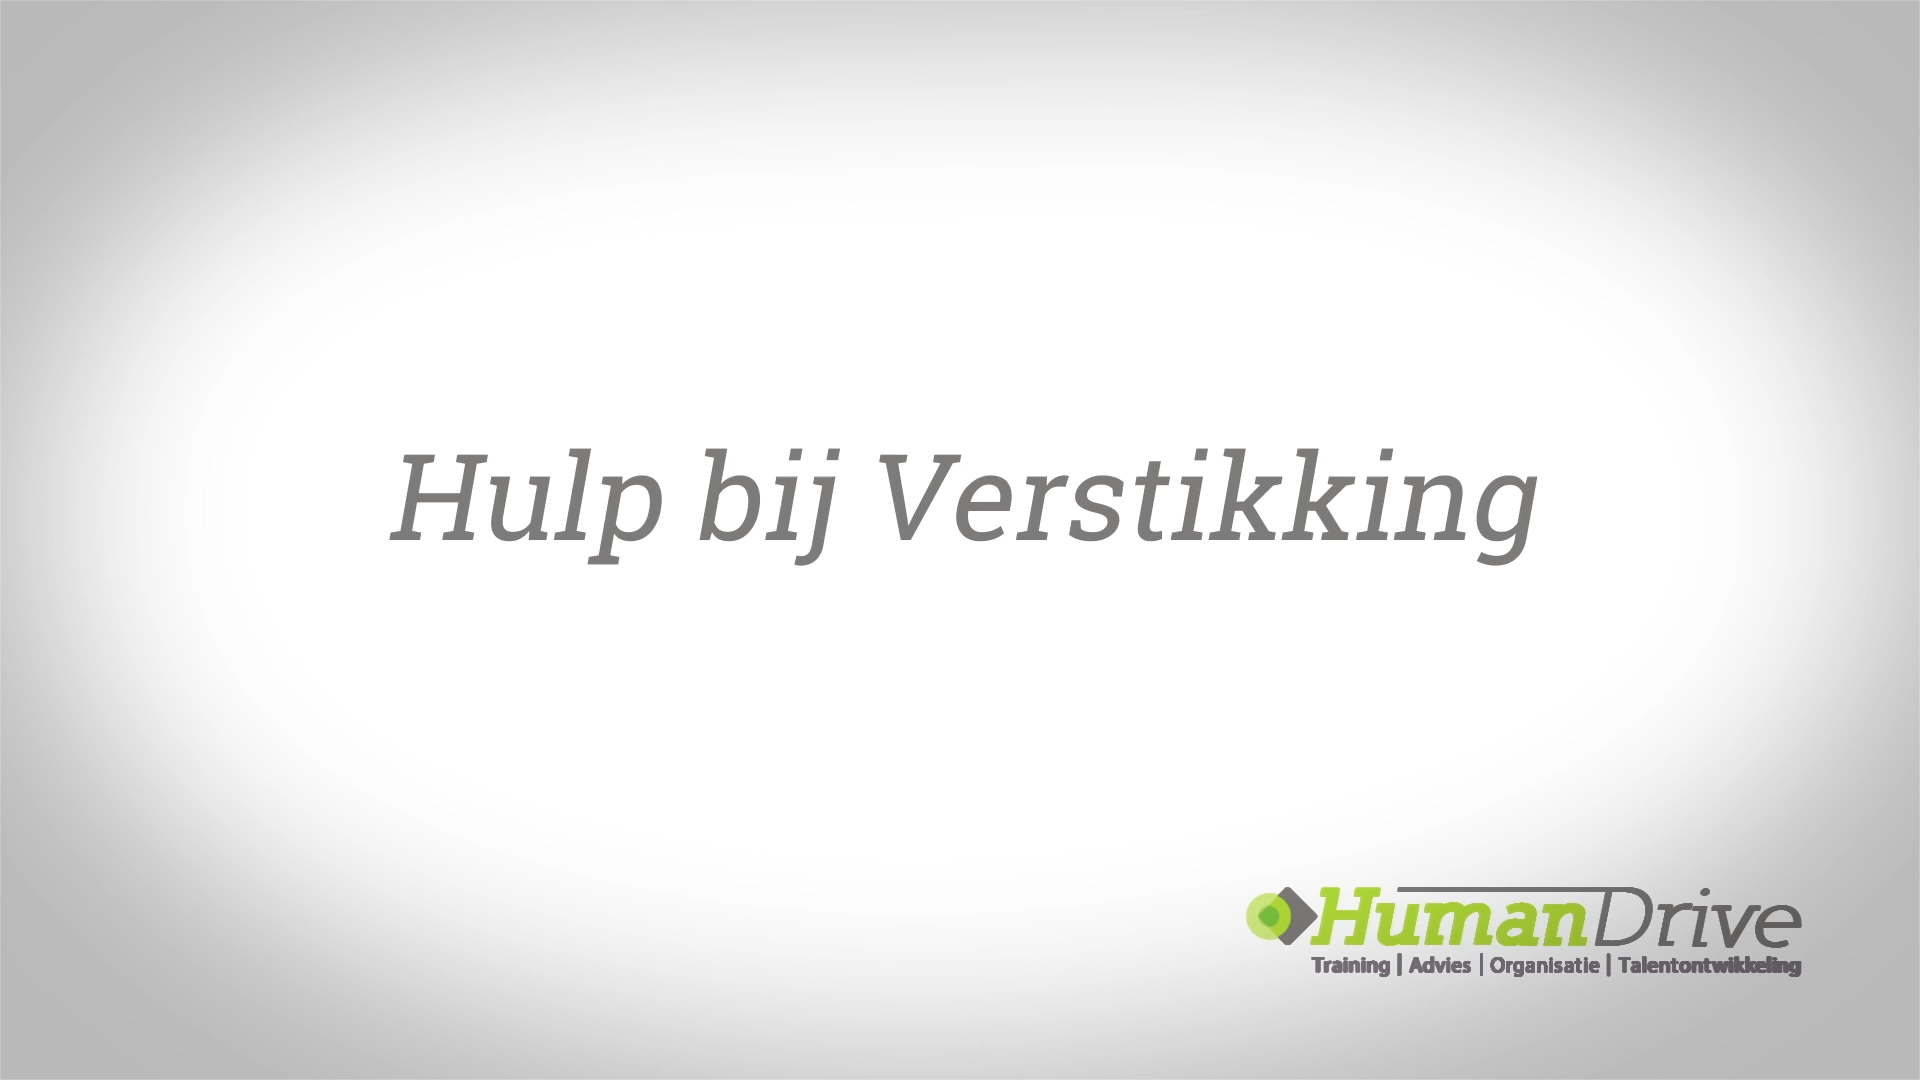 Hulp bij Verstikking
HumanDrive
Training | Advies | Organisatie | Talentontwikkeling